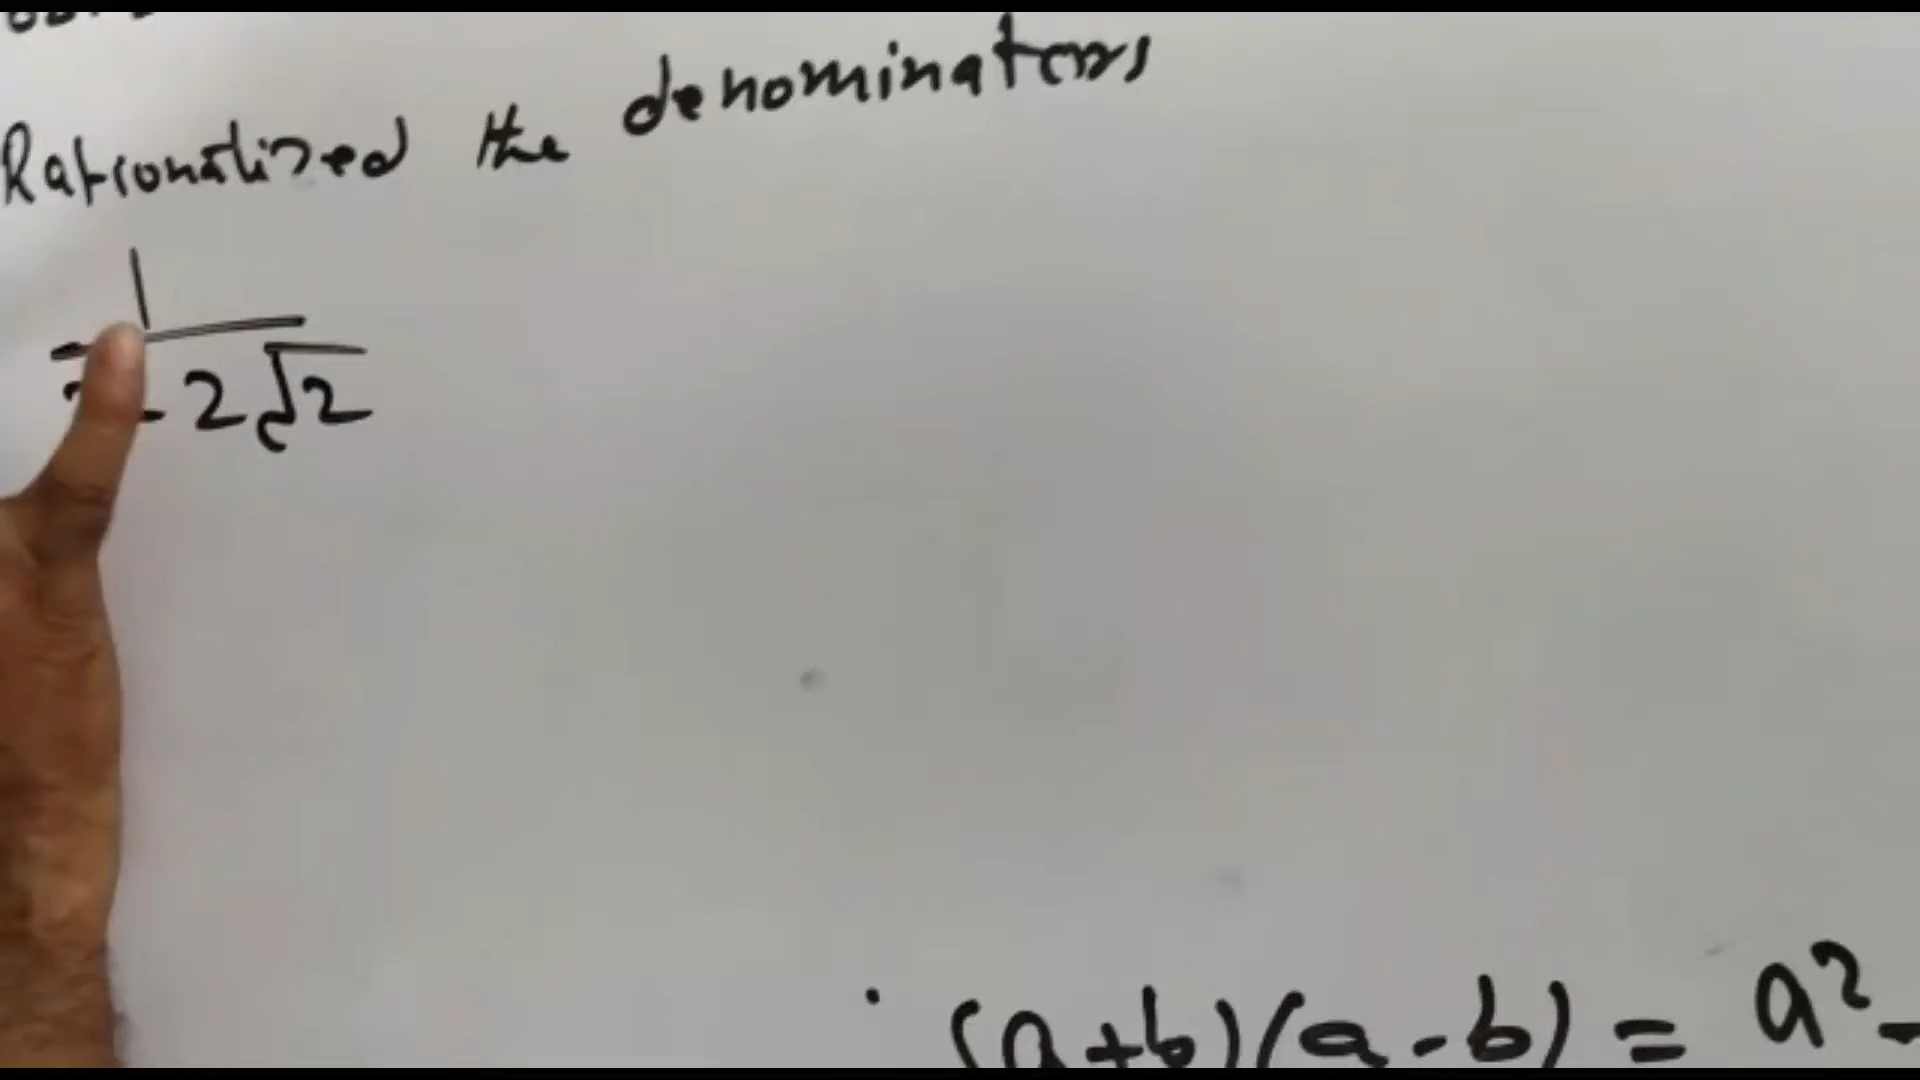 Rationalized the denominators
1
- 2√2
(a+b)(a-b) = a² -